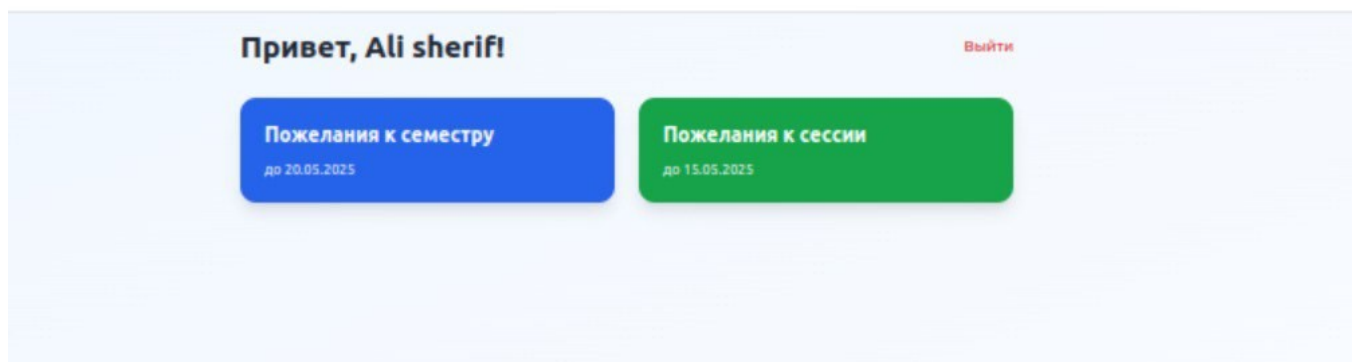 Привет, Ali sherif!
Выйти
Пожелания к семестру
до 20.05.2025
Пожелания к сессии
до 15.05.2025